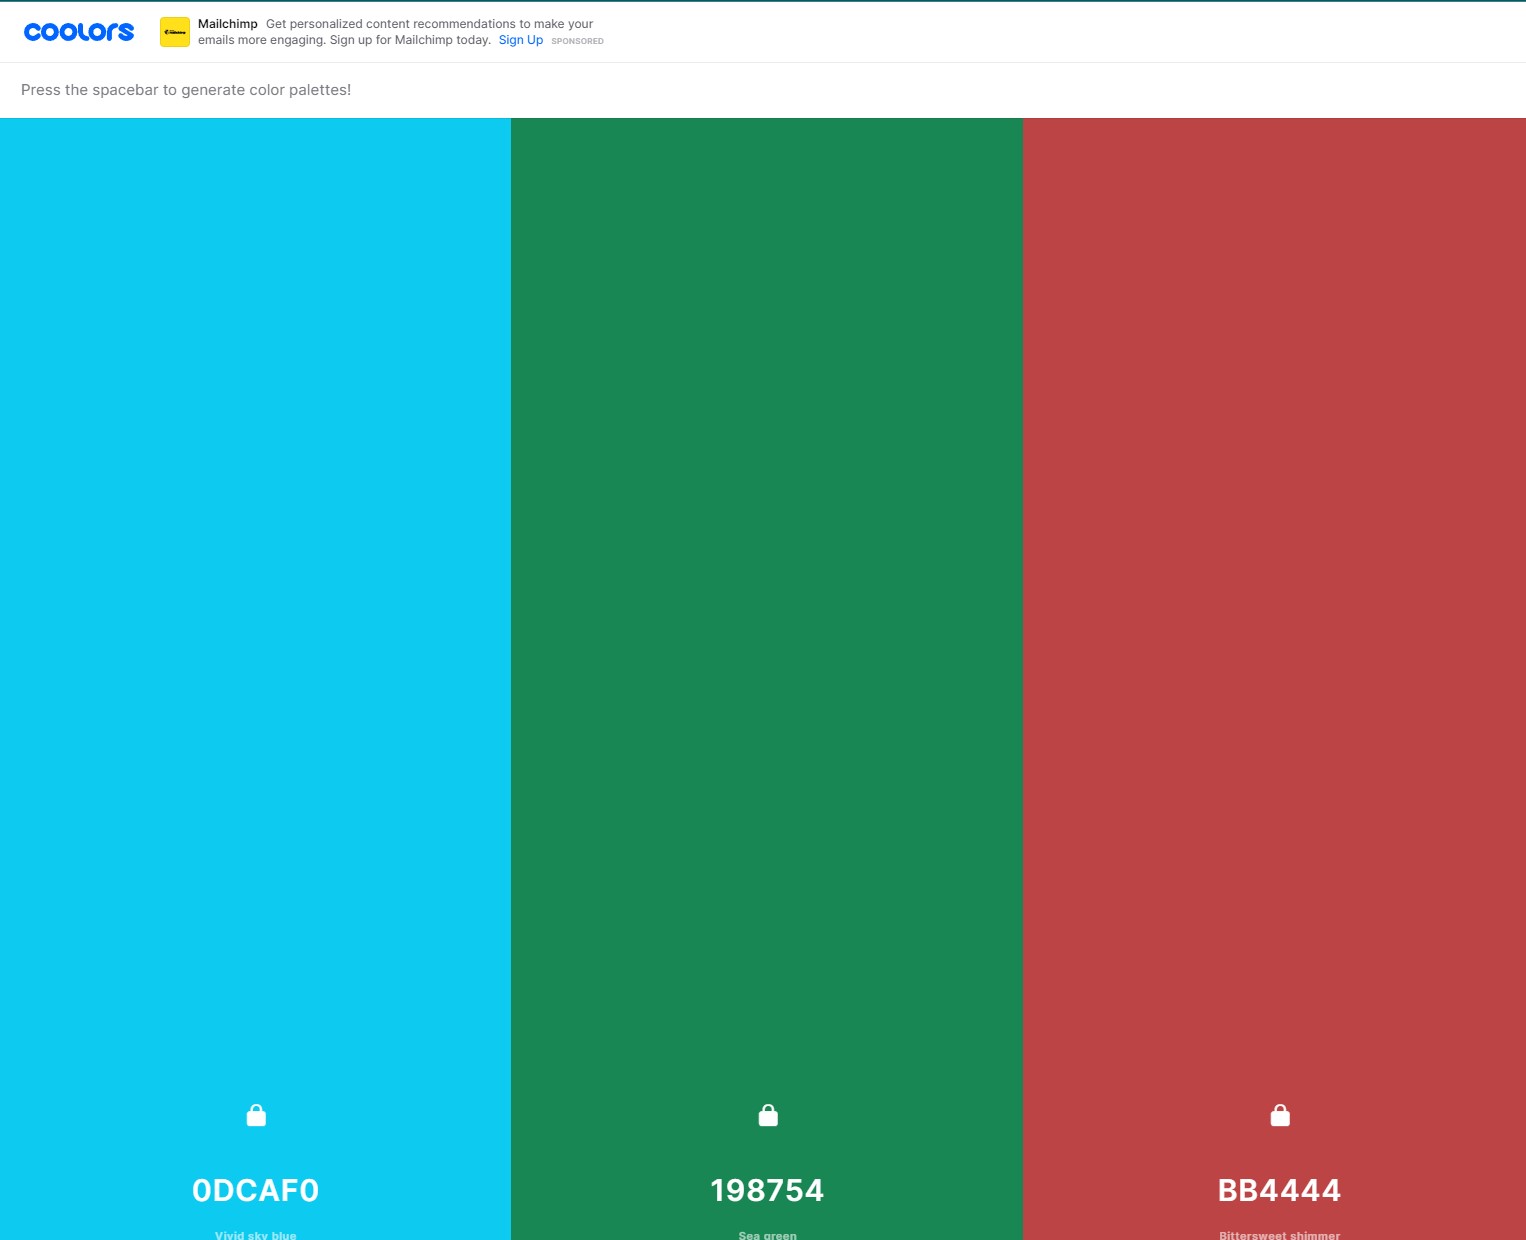 coolors
Mailchimp Get personalized content recommendations to make your
emails more engaging. Sign up for Mailchimp today. Sign Up SPONSORED
Press the spacebar to generate color palettes!
0DCAF0
198754
BB4444
Vivid sky blue
Sea green
Bittersweet shimmer